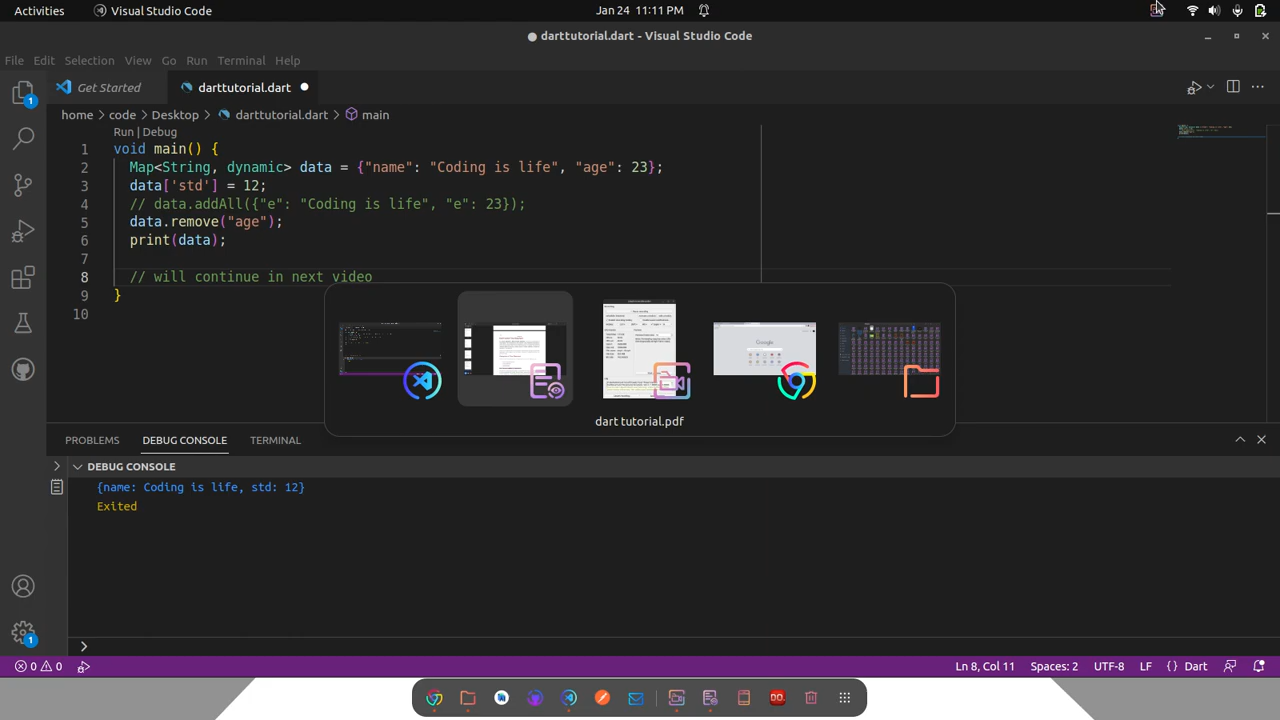 Activities
Visual Studio Code
Jan 24 11:11 PM
● darttutorial.dart - Visual Studio Code
File Edit Selection View Go Run Terminal Help
Get Started
darttutorial.dart
home > code > Desktop > darttutorial.dart > main
Run | Debug
1 void main() {
2 Map<String, dynamic> data = {"name": "Coding is life", "age": 23};
3 data['std'] = 12;
4 // data.addAll({"e": "Coding is life", "e": 23});
5 data.remove("age");
6 print(data);
7
8 // will continue in next video
9 }
10
Google
dart tutorial.pdf
PROBLEMS DEBUG CONSOLE TERMINAL
DEBUG CONSOLE
{name: Coding is life, std: 12}
Exited
0 0
Ln 8, Col 11 Spaces: 2 UTF-8 LF {} Dart
1
1